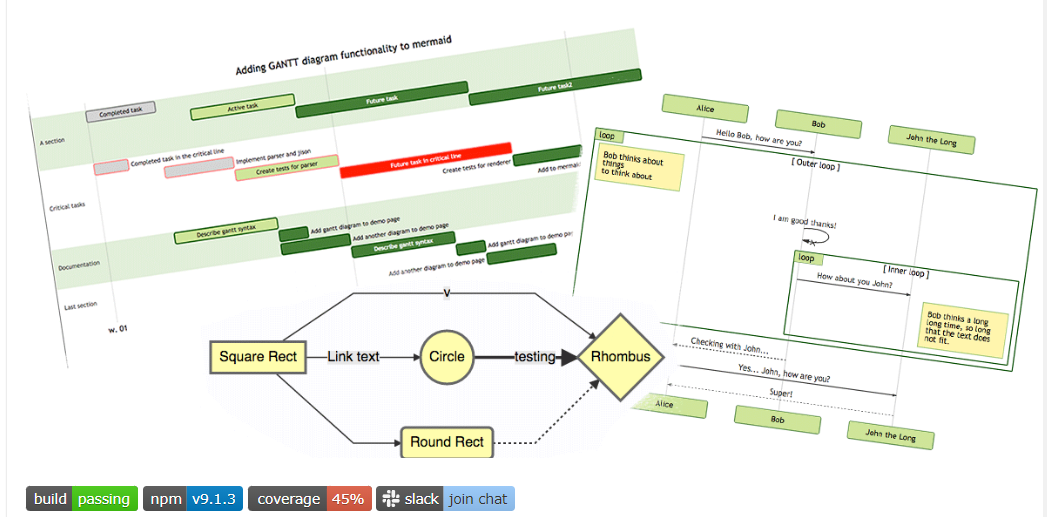 Adding GANTT diagram functionality to mermaid
A section
Completed task
Active task
Future task
Future task2
Critical tasks
Completed task in the critical line
Implement parser and jison
Create tests for parser
Future task in critical line
Create tests for renderer
Add to mermaid
Documentation
Describe gantt syntax
Add gantt diagram to demo page
Add another diagram to demo page
Describe gantt syntax
Add gantt diagram to demo pa
Add another diagram to demo page
Last section
w. 01
Alice
Bob
John the Long
Hello Bob, how are you?
loop
[ Outer loop ]
Bob thinks about
things
to think about
I am good thanks!
loop
[ Inner loop ]
How about you John?
Bob thinks a long
long time, so long
that the text does
not fit.
Checking with John...
Yes... John, how are you?
Super!
Alice
Bob
John the Long
V
Square Rect
Link text
Circle
testing
Rhombus
Round Rect
build passing npm v9.1.3 coverage 45% slack join chat